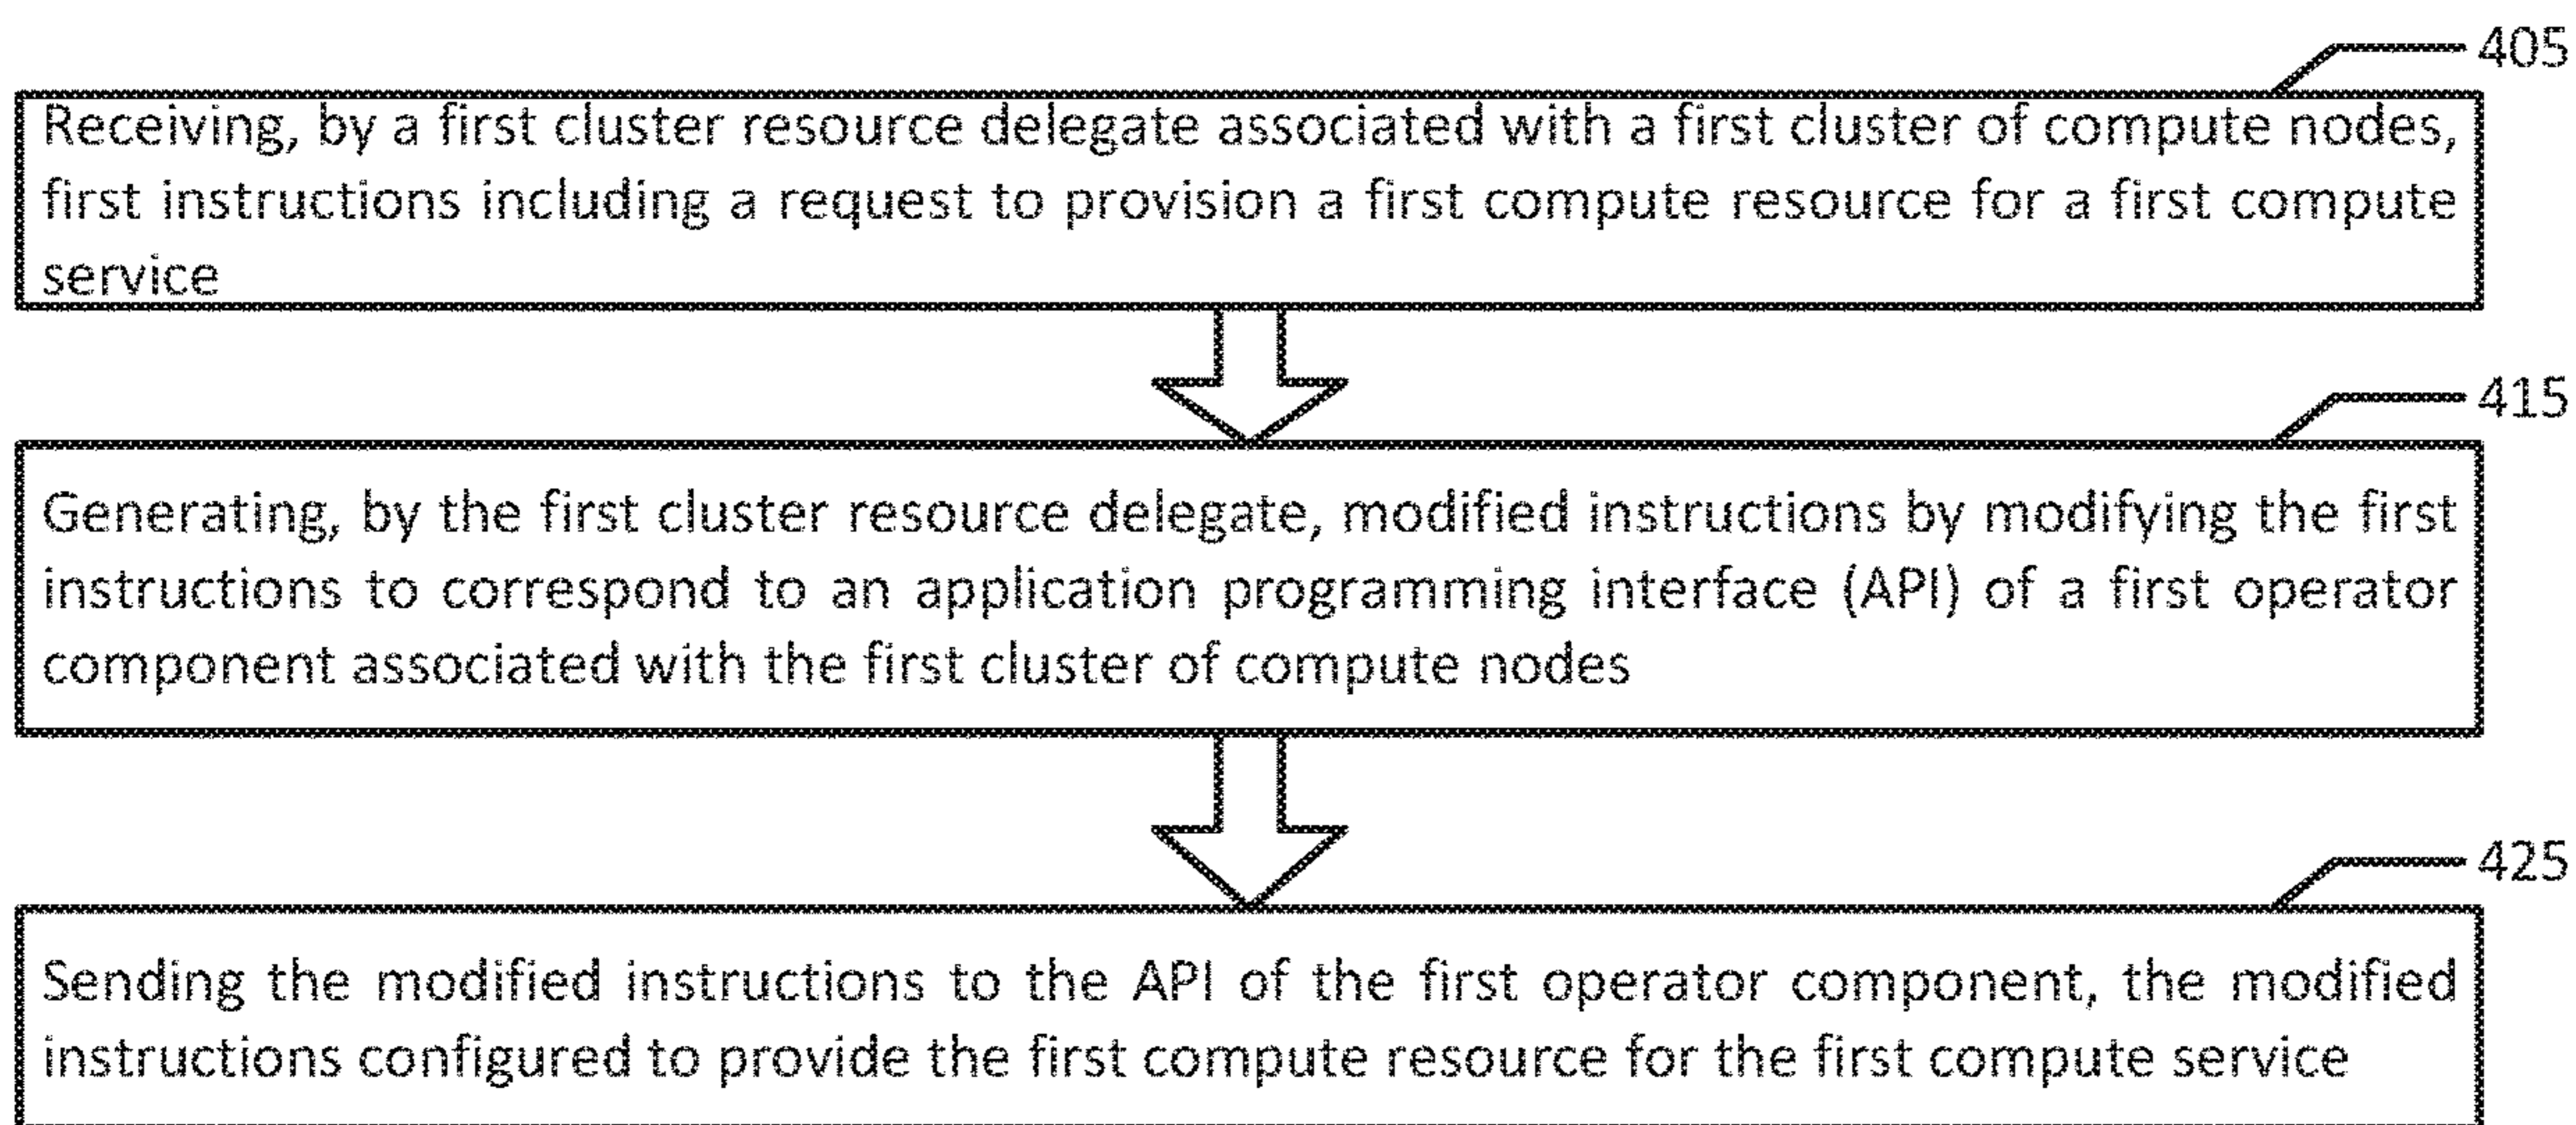 405
Receiving, by a first cluster resource delegate associated with a first cluster of compute nodes,
first instructions including a request to provision a first compute resource for a first compute
service
415
Generating, by the first cluster resource delegate, modified instructions by modifying the first
instructions to correspond to an application programming interface (API) of a first operator
component associated with the first cluster of compute nodes
425
Sending the modified instructions to the API of the first operator component, the modified
instructions configured to provide the first compute resource for the first compute service